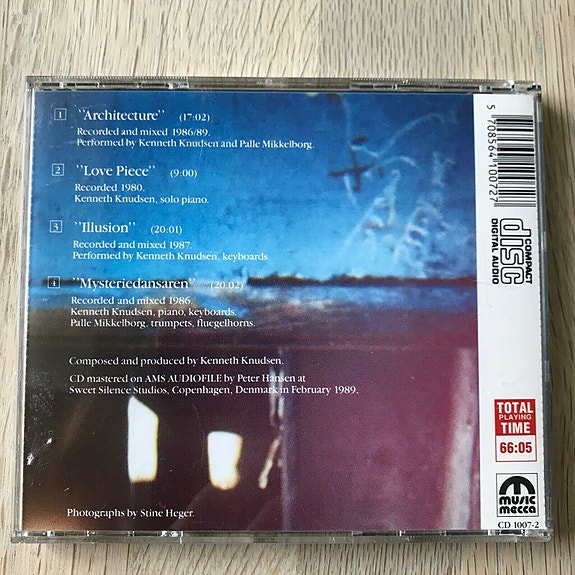 1 "Architecture" (17:02)
Recorded and mixed 1986/89.
Performed by Kenneth Knudsen and Palle Mikkelborg.
2 "Love Piece" (9:00)
Recorded 1980.
Kenneth Knudsen, solo piano.
3 "Illusion" (20:01)
Recorded and mixed 1987.
Performed by Kenneth Knudsen, keyboards.
4 "Mysteriedansaren" (20:02)
Recorded and mixed 1986.
Kenneth Knudsen, piano, keyboards.
Palle Mikkelborg, trumpets, fluegelhorns.
Composed and produced by Kenneth Knudsen.
CD mastered on AMS AUDIOFILE by Peter Hansen at
Sweet Silence Studios, Copenhagen, Denmark in February 1989.
Photographs by Stine Heger.
5 708564 100727
COMPACT
disc
DIGITAL AUDIO
TOTAL
PLAYING
TIME
66:05
music
mecca
CD 1007-2